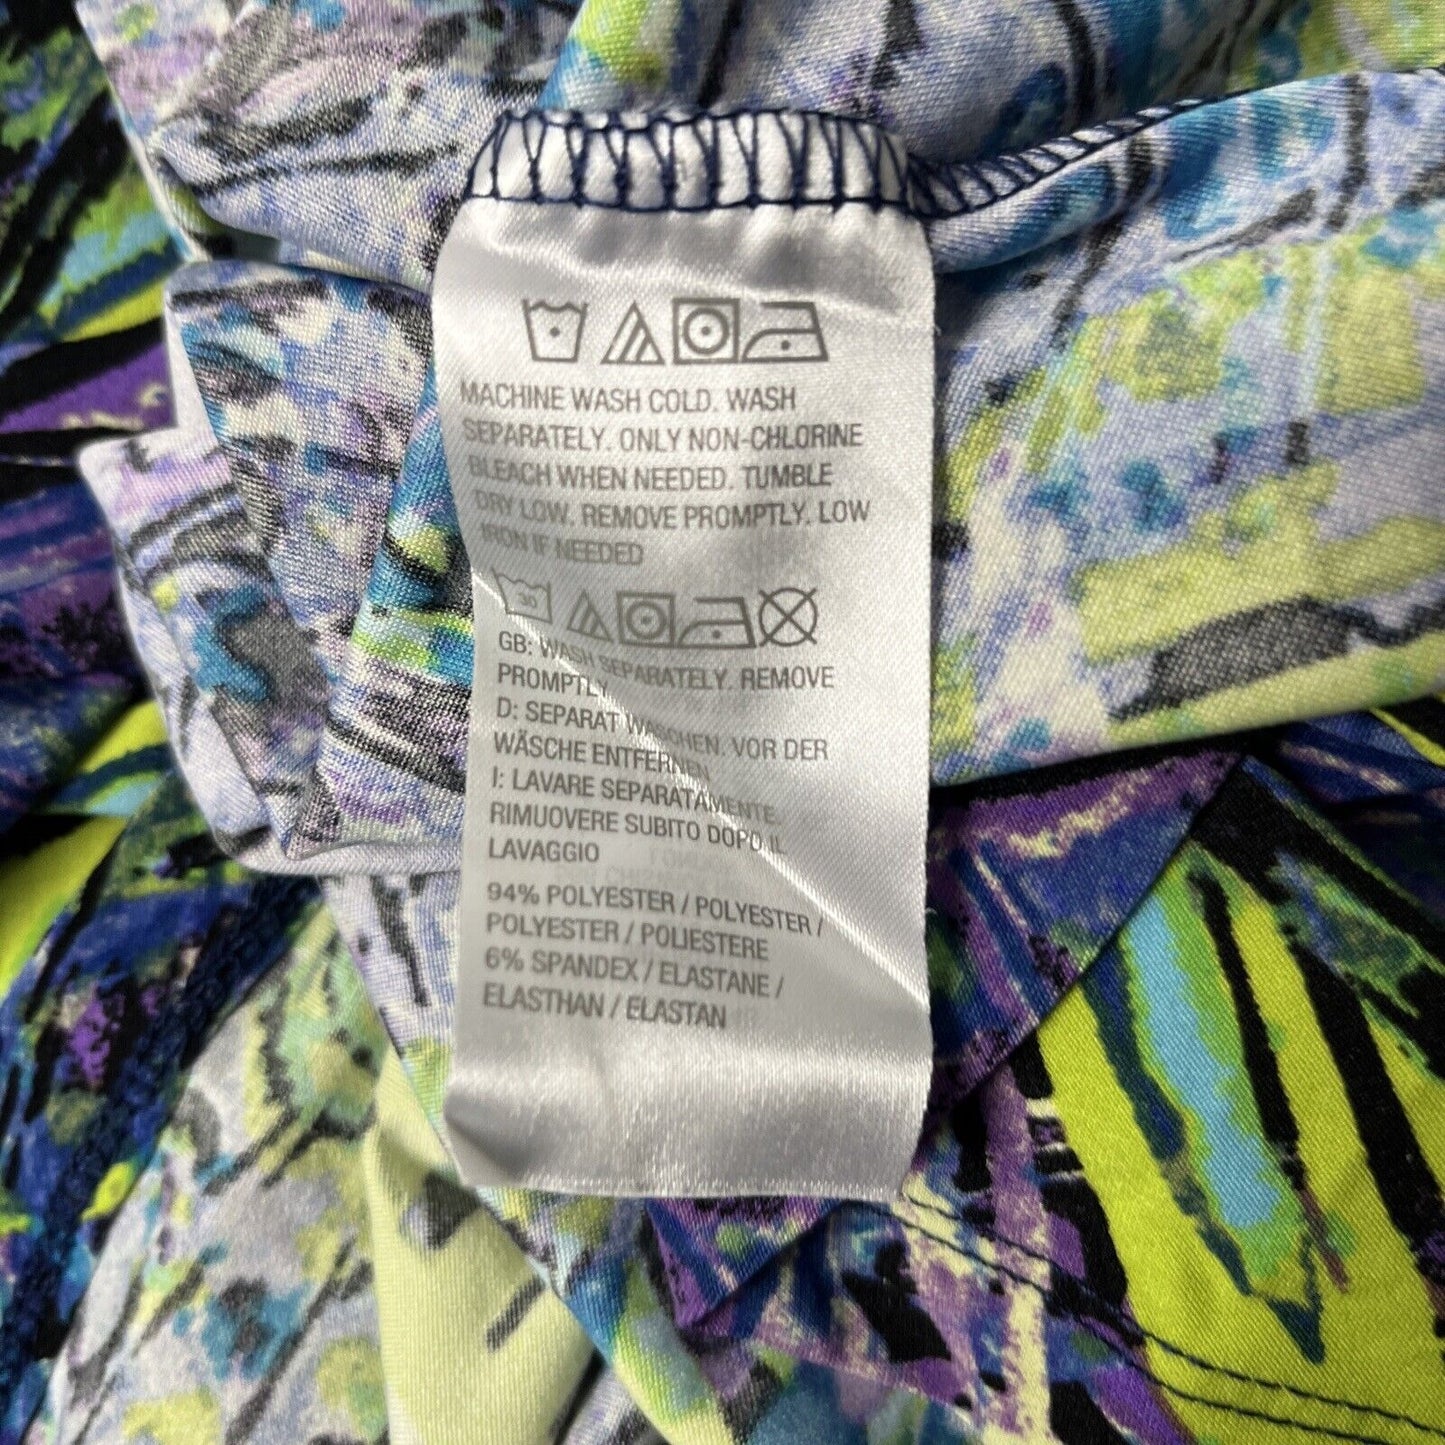 MACHINE WASH COLD. WASH
SEPARATELY. ONLY NON-CHLORINE
BLEACH WHEN NEEDED. TUMBLE
DRY LOW. REMOVE PROMPTLY. LOW
IRON IF NEEDED
30
GB: WASH SEPARATELY. REMOVE
PROMPTLY
D: SEPARAT WASCHEN. VOR DER
WÄSCHE ENTFERNEN
I: LAVARE SEPARATAMENTE.
RIMUOVERE SUBITO DOPO IL
LAVAGGIO
94% POLYESTER / POLYESTER /
POLYESTER / POLIESTERE
6% SPANDEX / ELASTANE /
ELASTHAN / ELASTAN